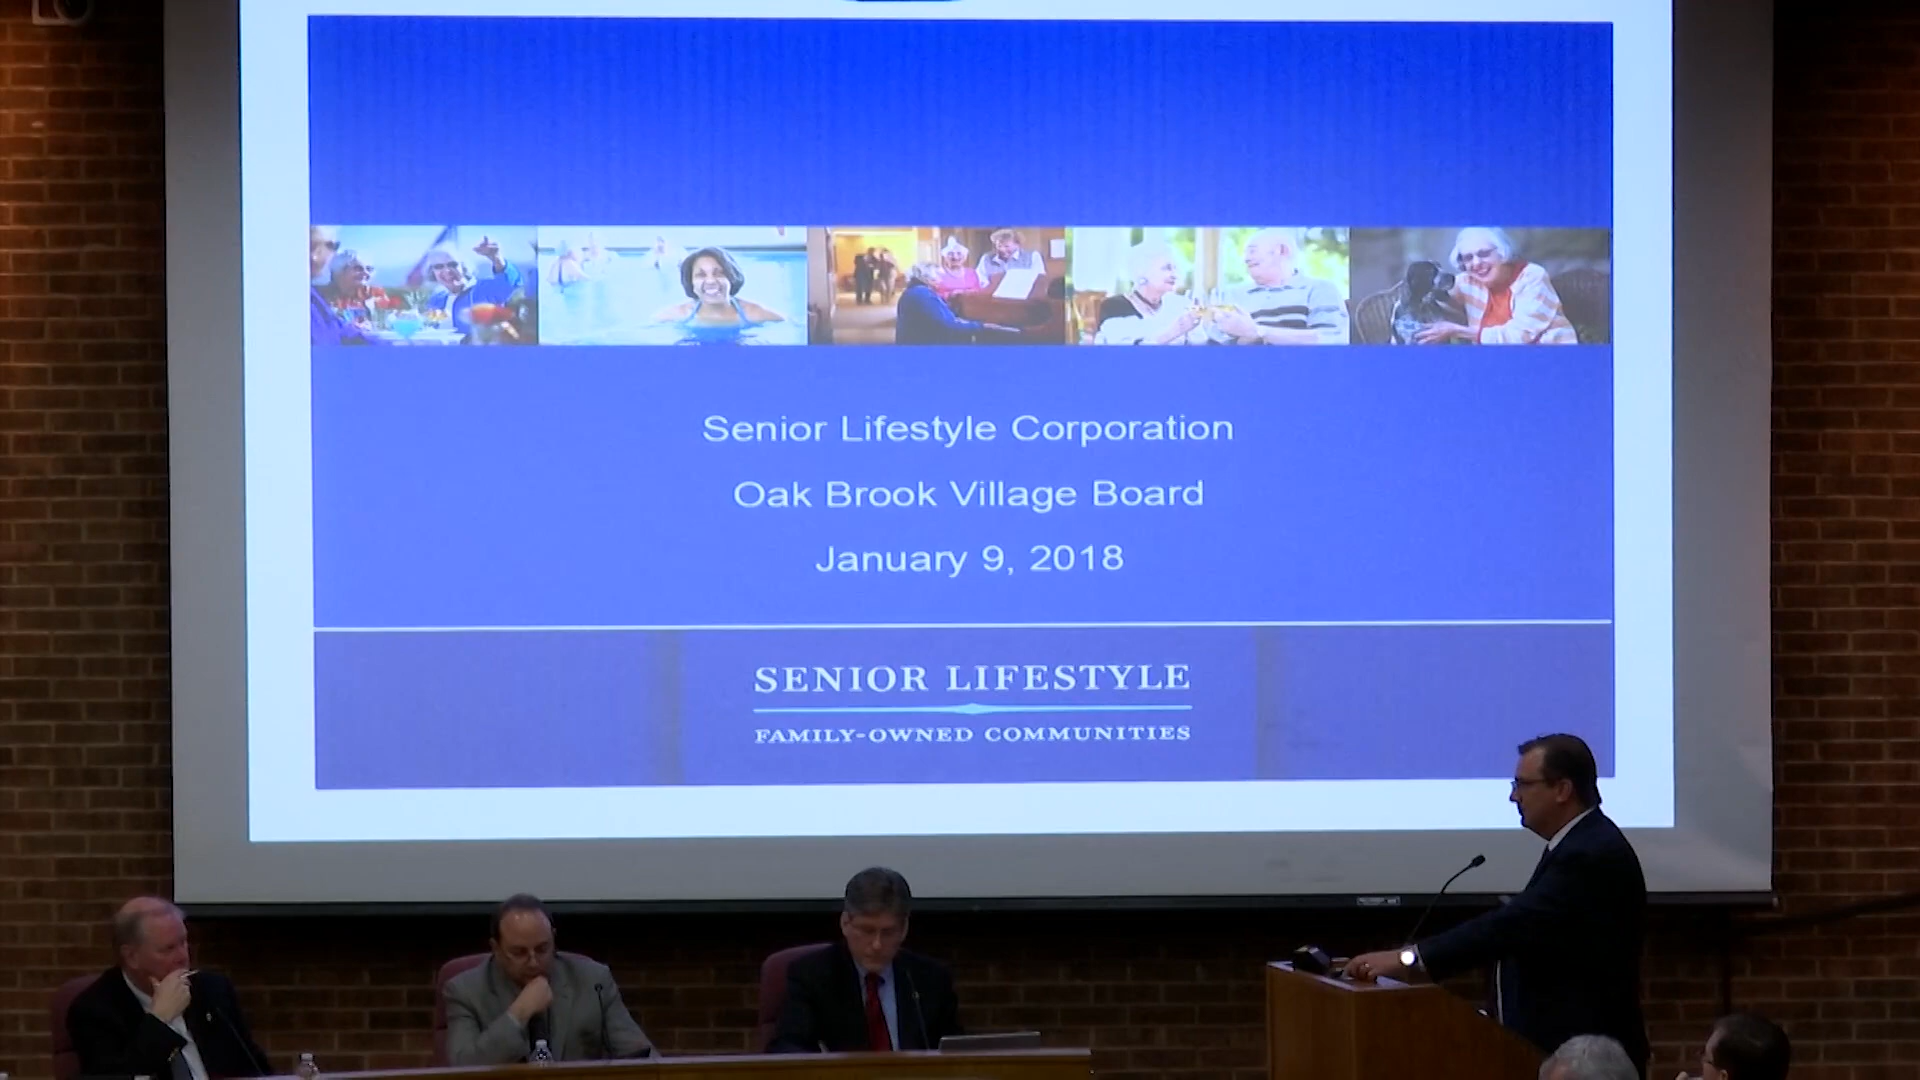 Senior Lifestyle Corporation
Oak Brook Village Board
January 9, 2018
SENIOR LIFESTYLE
FAMILY-OWNED COMMUNITIES